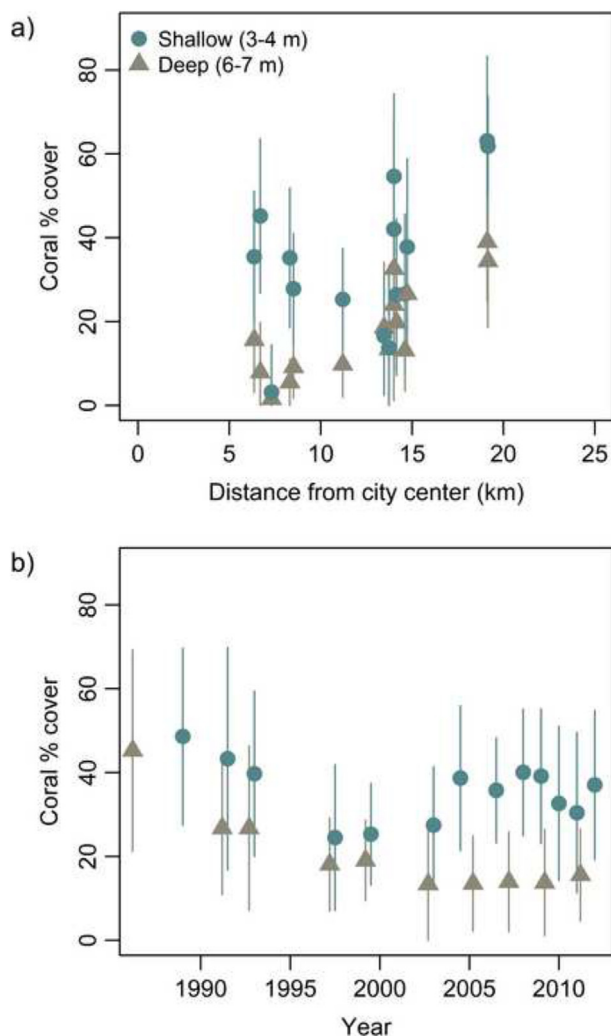 a)
Shallow (3-4 m)
Deep (6-7 m)
Coral % cover
0 20 40 60 80
0 5 10 15 20 25
Distance from city center (km)
b)
Coral % cover
0 20 40 60 80
1990 1995 2000 2005 2010
Year